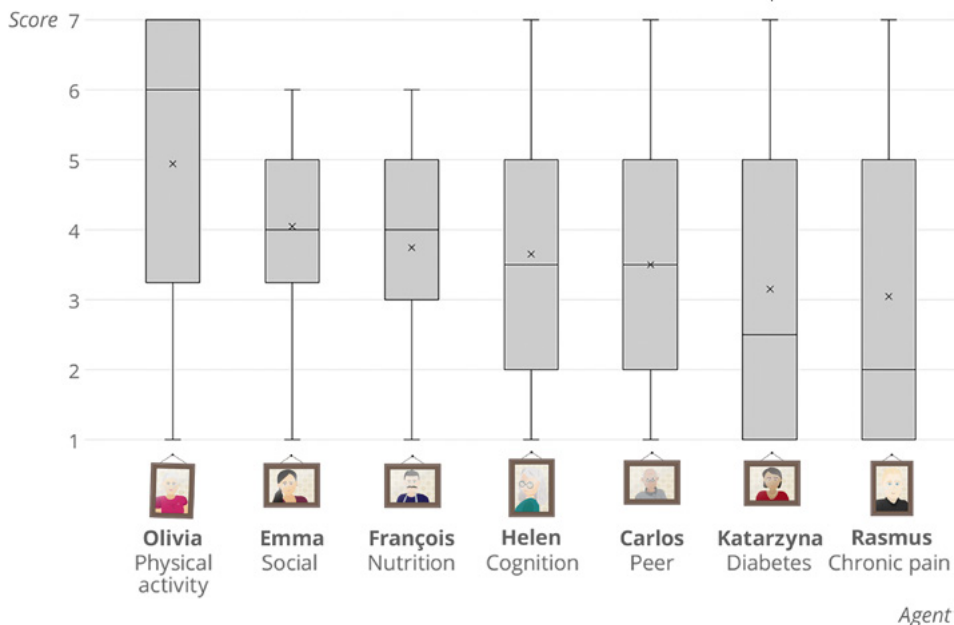 Score
7
6
5
4
3
2
1
Olivia
Physical
activity
Emma
Social
François
Nutrition
Helen
Cognition
Carlos
Peer
Katarzyna
Diabetes
Rasmus
Chronic pain
Agent